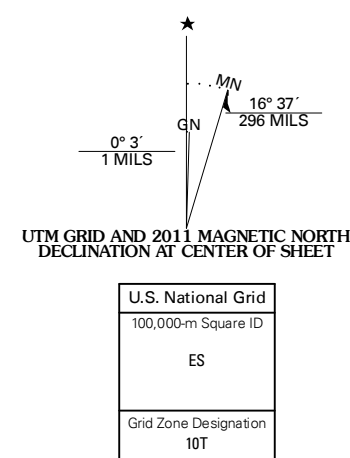 MN
GN
16° 37´
296 MILS
0° 3´
1 MILS
UTM GRID AND 2011 MAGNETIC NORTH
DECLINATION AT CENTER OF SHEET
U.S. National Grid
100,000-m Square ID
ES
Grid Zone Designation
10T